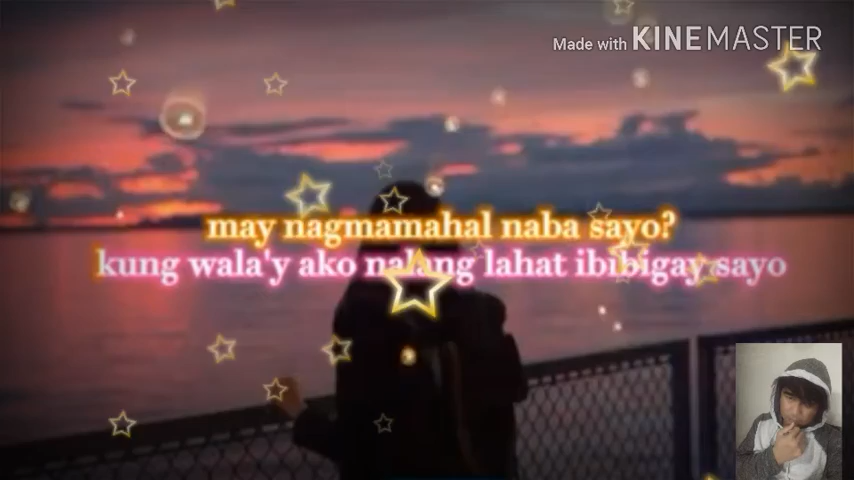 Made with KINEMASTER
may nagmamahal naba sayo?
kung wala'y ako nalang lahat ibibigay sayo